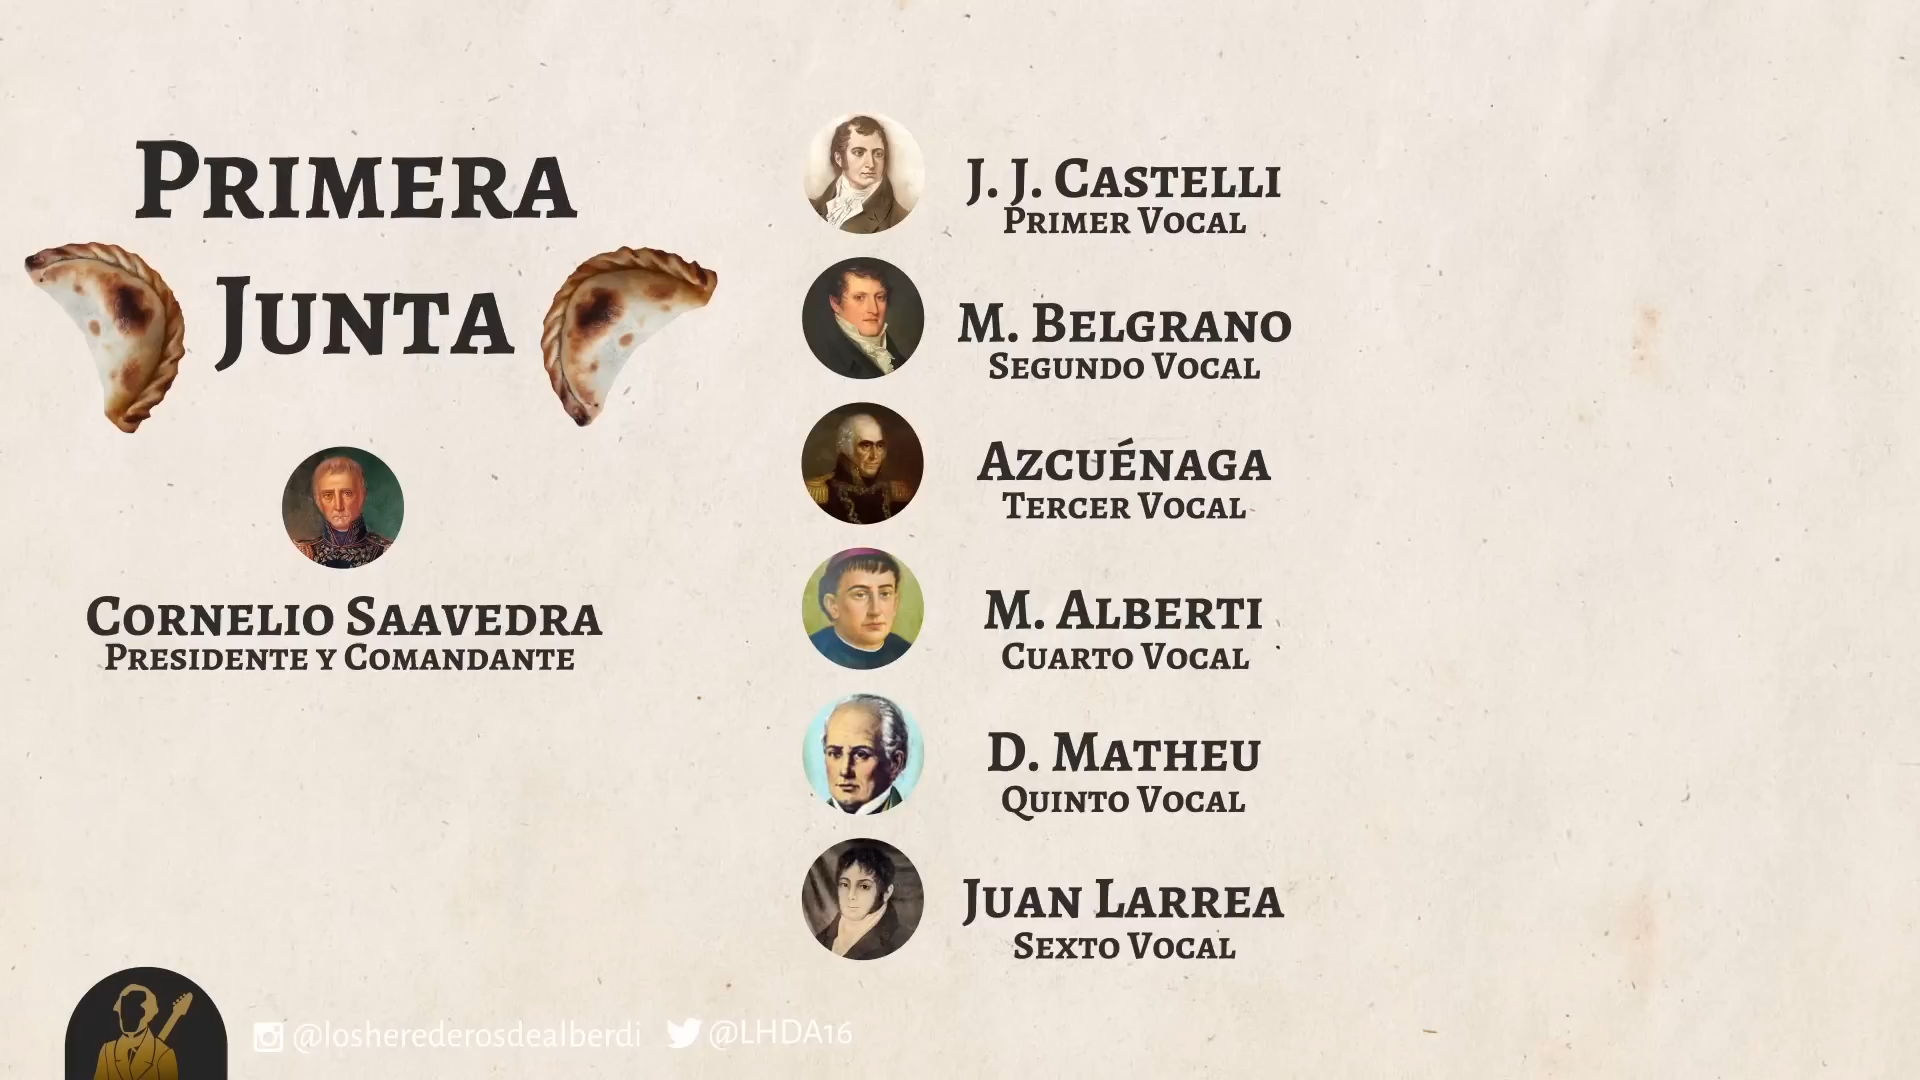 Primera
Junta
Cornelio Saavedra
Presidente y Comandante
J. J. Castelli
Primer Vocal
M. Belgrano
Segundo Vocal
Azcuénaga
Tercer Vocal
M. Alberti
Cuarto Vocal
D. Matheu
Quinto Vocal
Juan Larrea
Sexto Vocal
@losherederosdealberdi @LHDA16